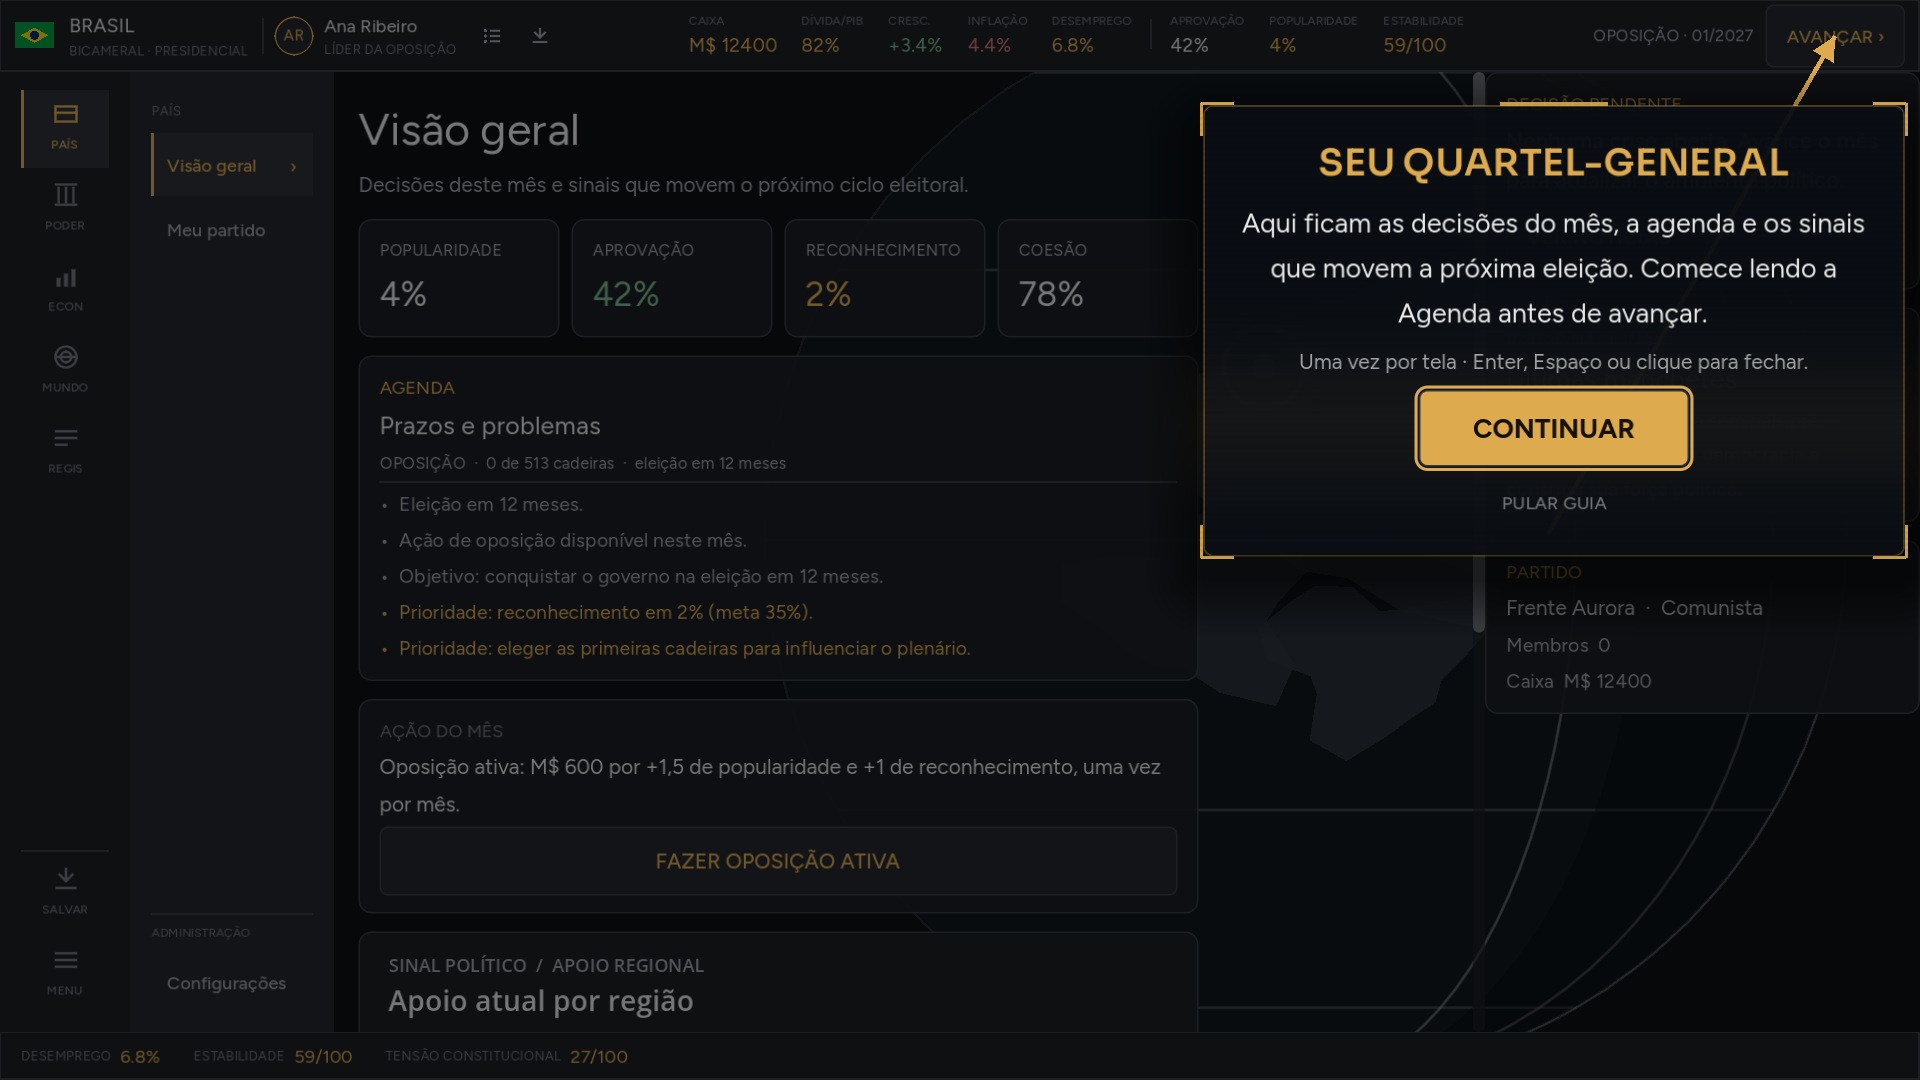 BRASIL
BICAMERAL · PRESIDENCIAL
AR
Ana Ribeiro
LÍDER DA OPOSIÇÃO
CAIXA
M$ 12400
DÍVIDA/PIB
82%
CRESC.
+3.4%
INFLAÇÃO
4.4%
DESEMPREGO
6.8%
APROVAÇÃO
42%
POPULARIDADE
4%
ESTABILIDADE
59/100
OPOSIÇÃO · 01/2027
AVANÇAR ›
PAÍS
PODER
ECON
MUNDO
REGIS
SALVAR
MENU
PAÍS
Visão geral ›
Meu partido
ADMINISTRAÇÃO
Configurações
Visão geral
Decisões deste mês e sinais que movem o próximo ciclo eleitoral.
POPULARIDADE
4%
APROVAÇÃO
42%
RECONHECIMENTO
2%
COESÃO
78%
AGENDA
Prazos e problemas
OPOSIÇÃO · 0 de 513 cadeiras · eleição em 12 meses
• Eleição em 12 meses.
• Ação de oposição disponível neste mês.
• Objetivo: conquistar o governo na eleição em 12 meses.
• Prioridade: reconhecimento em 2% (meta 35%).
• Prioridade: eleger as primeiras cadeiras para influenciar o plenário.
AÇÃO DO MÊS
Oposição ativa: M$ 600 por +1,5 de popularidade e +1 de reconhecimento, uma vez
por mês.
FAZER OPOSIÇÃO ATIVA
SINAL POLÍTICO / APOIO REGIONAL
Apoio atual por região
DECISÃO PENDENTE
SEU QUARTEL-GENERAL
Aqui ficam as decisões do mês, a agenda e os sinais
que movem a próxima eleição. Comece lendo a
Agenda antes de avançar.
Uma vez por tela · Enter, Espaço ou clique para fechar.
CONTINUAR
PULAR GUIA
PARTIDO
Frente Aurora · Comunista
Membros 0
Caixa M$ 12400
DESEMPREGO 6.8%
ESTABILIDADE 59/100
TENSÃO CONSTITUCIONAL 27/100